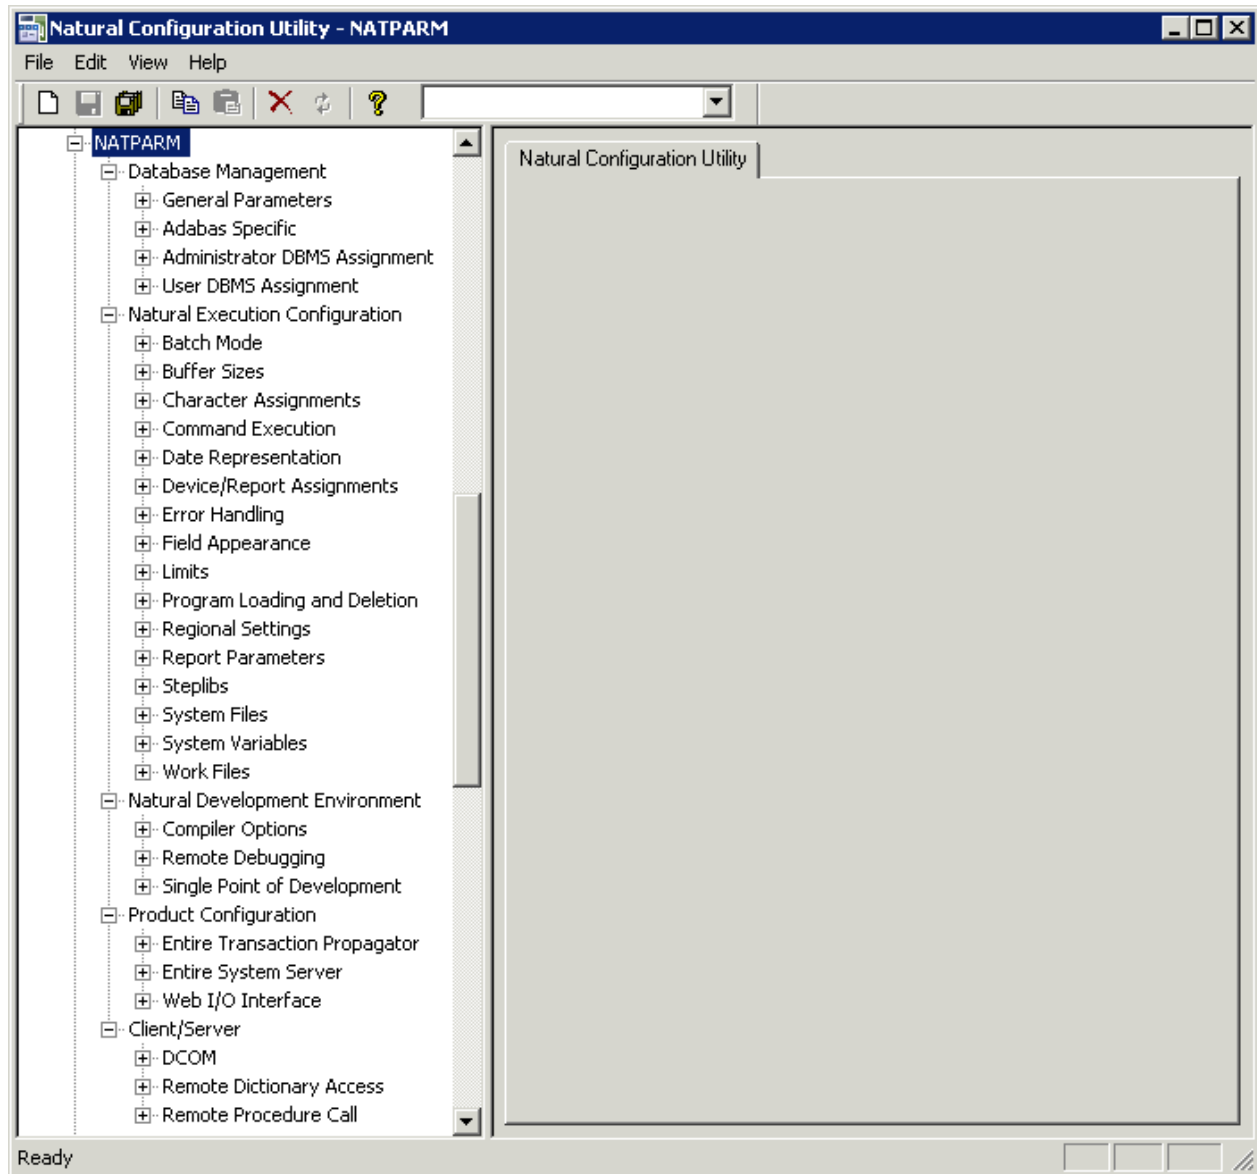 Natural Configuration Utility - NATPARM
File Edit View Help
NATPARM
Natural Configuration Utility
Database Management
General Parameters
Adabas Specific
Administrator DBMS Assignment
User DBMS Assignment
Natural Execution Configuration
Batch Mode
Buffer Sizes
Character Assignments
Command Execution
Date Representation
Device/Report Assignments
Error Handling
Field Appearance
Limits
Program Loading and Deletion
Regional Settings
Report Parameters
Steplibs
System Files
System Variables
Work Files
Natural Development Environment
Compiler Options
Remote Debugging
Single Point of Development
Product Configuration
Entire Transaction Propagator
Entire System Server
Web I/O Interface
Client/Server
DCOM
Remote Dictionary Access
Remote Procedure Call
Ready